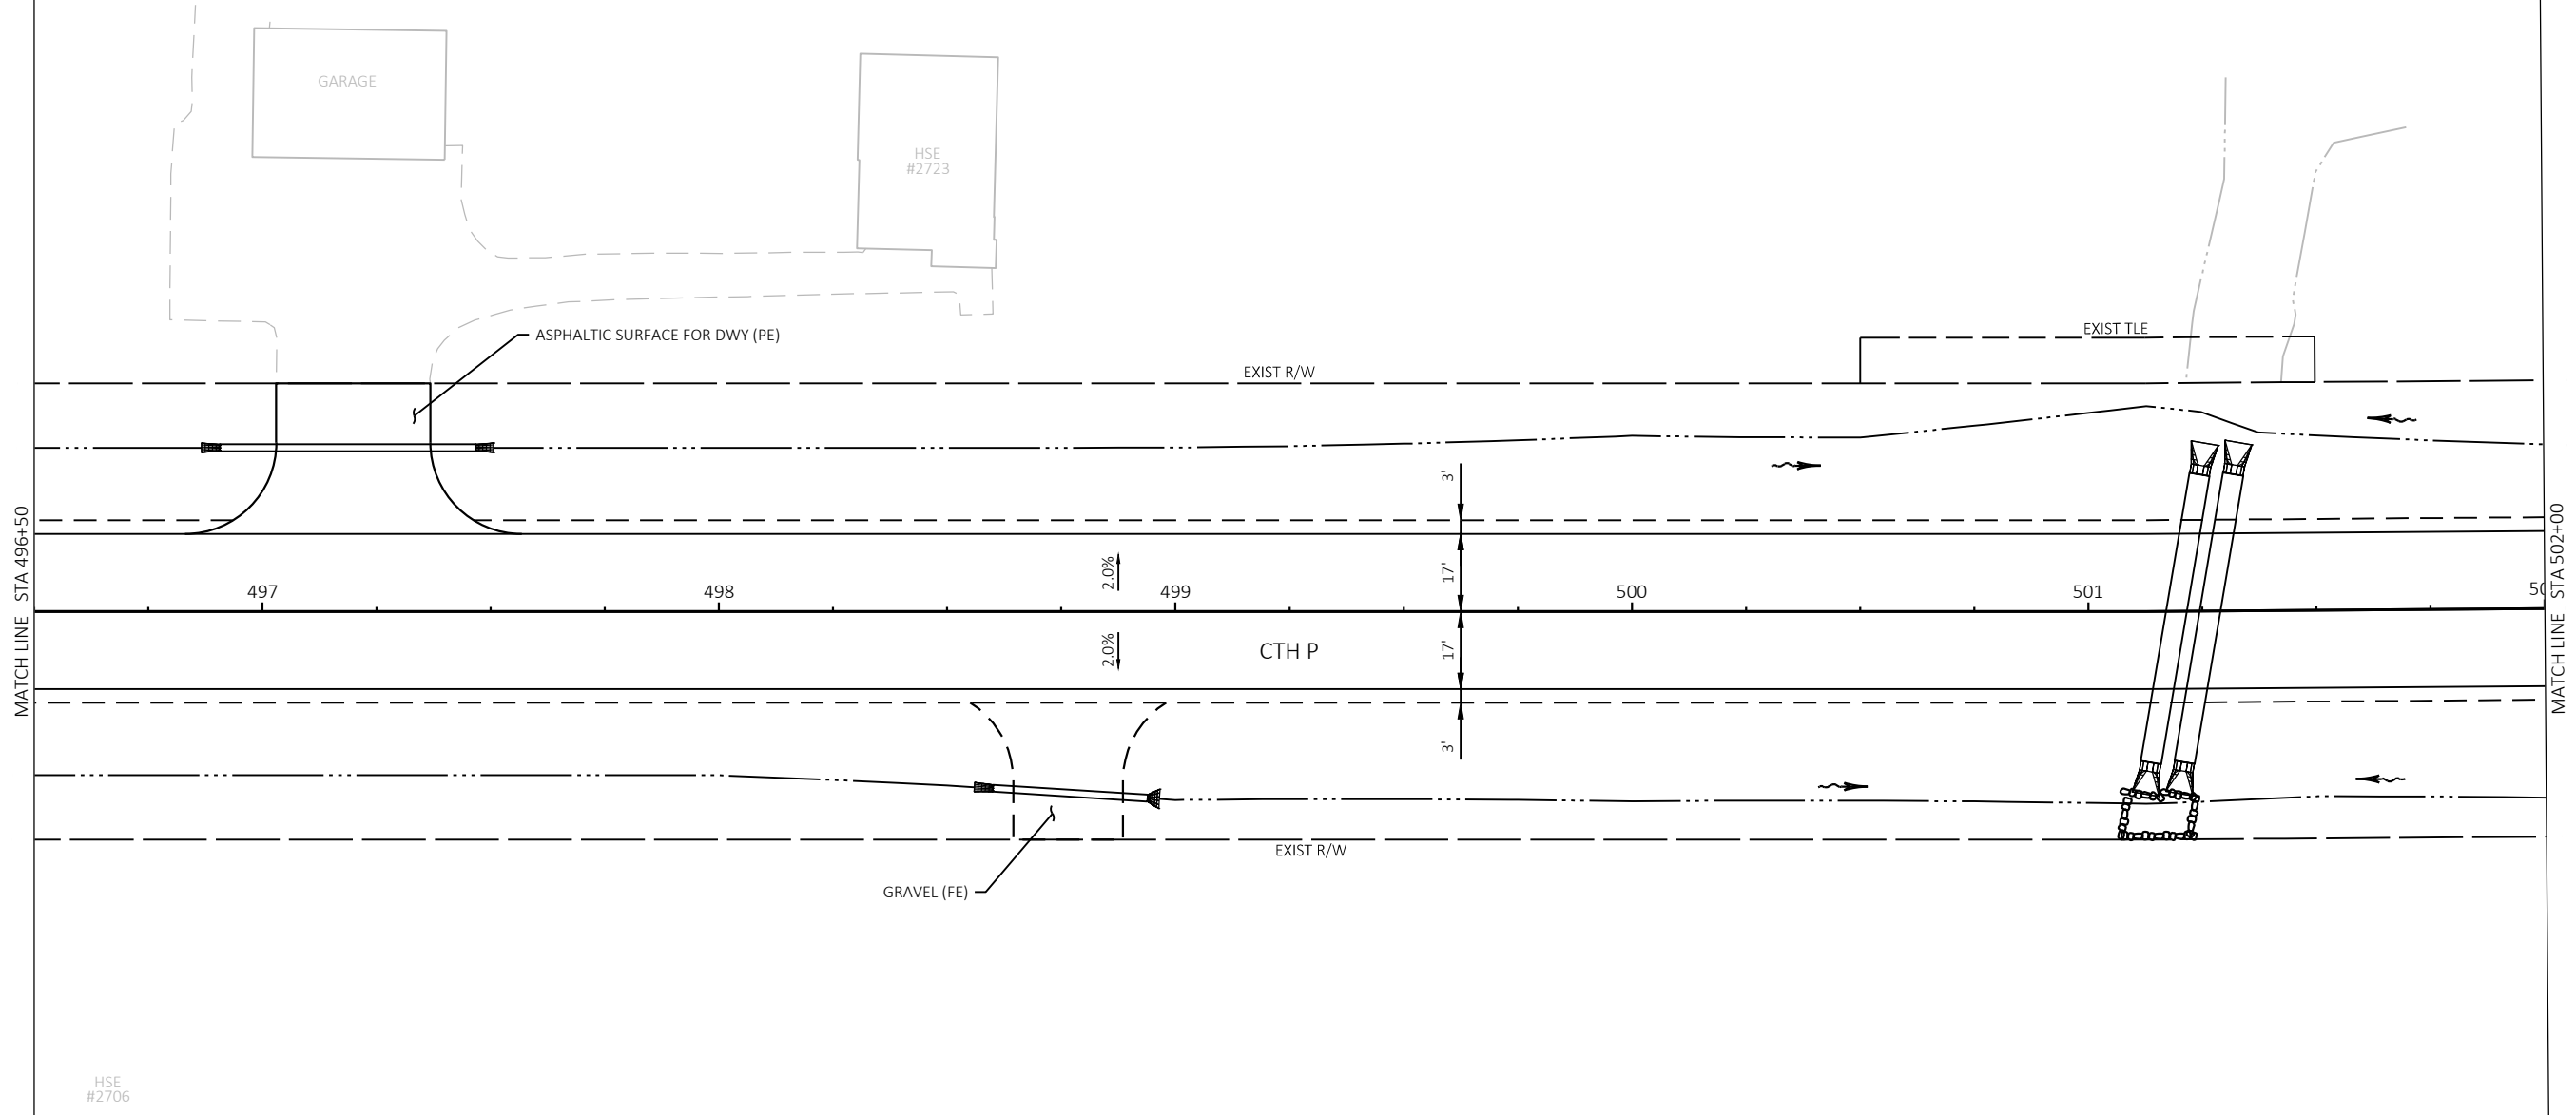 GARAGE
HSE
#2723
ASPHALTIC SURFACE FOR DWY (PE)
EXIST TLE
EXIST R/W
3'
17'
2.0%
497
498
499
500
501
50
MATCH LINE STA 496+50
MATCH LINE STA 502+00
2.0%
CTH P
17'
3'
EXIST R/W
GRAVEL (FE)
HSE
#2706